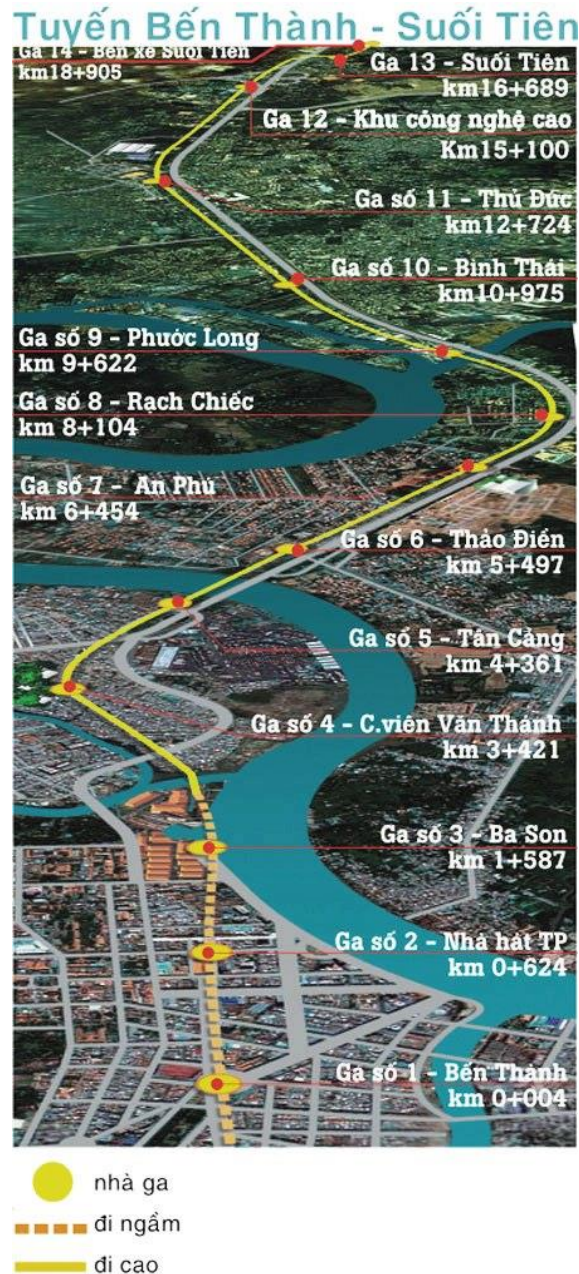 Tuyến Bến Thành - Suối Tiên
Ga 14 - Bến xe Suối Tiên
km18+905
Ga 13 - Suối Tiên
km16+689
Ga 12 - Khu công nghệ cao
Km15+100
Ga số 11 - Thủ Đức
km12+724
Ga số 10 - Bình Thái
km10+975
Ga số 9 - Phước Long
km 9+622
Ga số 8 - Rạch Chiếc
km 8+104
Ga số 7 - An Phú
km 6+454
Ga số 6 - Thảo Điền
km 5+497
Ga số 5 - Tân Cảng
km 4+361
Ga số 4 - C.viên Văn Thánh
km 3+421
Ga số 3 - Ba Son
km 1+587
Ga số 2 - Nhà hát TP
km 0+624
Ga số 1 - Bến Thành
km 0+004
nhà ga
đi ngầm
đi cao